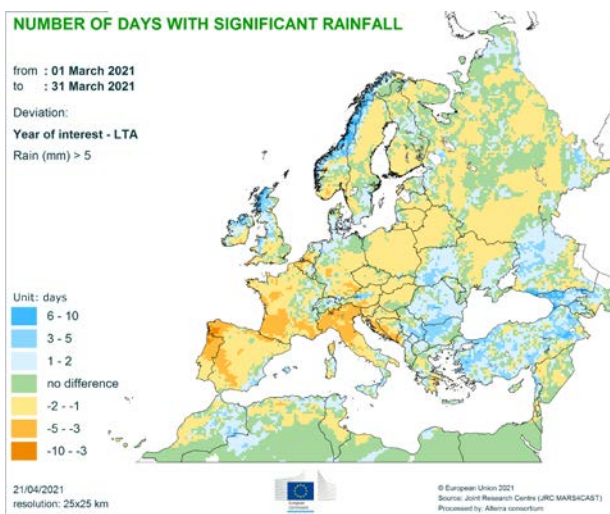 NUMBER OF DAYS WITH SIGNIFICANT RAINFALL
from : 01 March 2021
to : 31 March 2021
Deviation:
Year of interest - LTA
Rain (mm) > 5
Unit: days
6 - 10
3 - 5
1 - 2
no difference
-2 - -1
-5 - -3
-10 - -3
21/04/2021
resolution: 25x25 km
© European Union 2021
Source: Joint Research Centre (JRC MARS4CAST)
Processed by: Alterra consortium